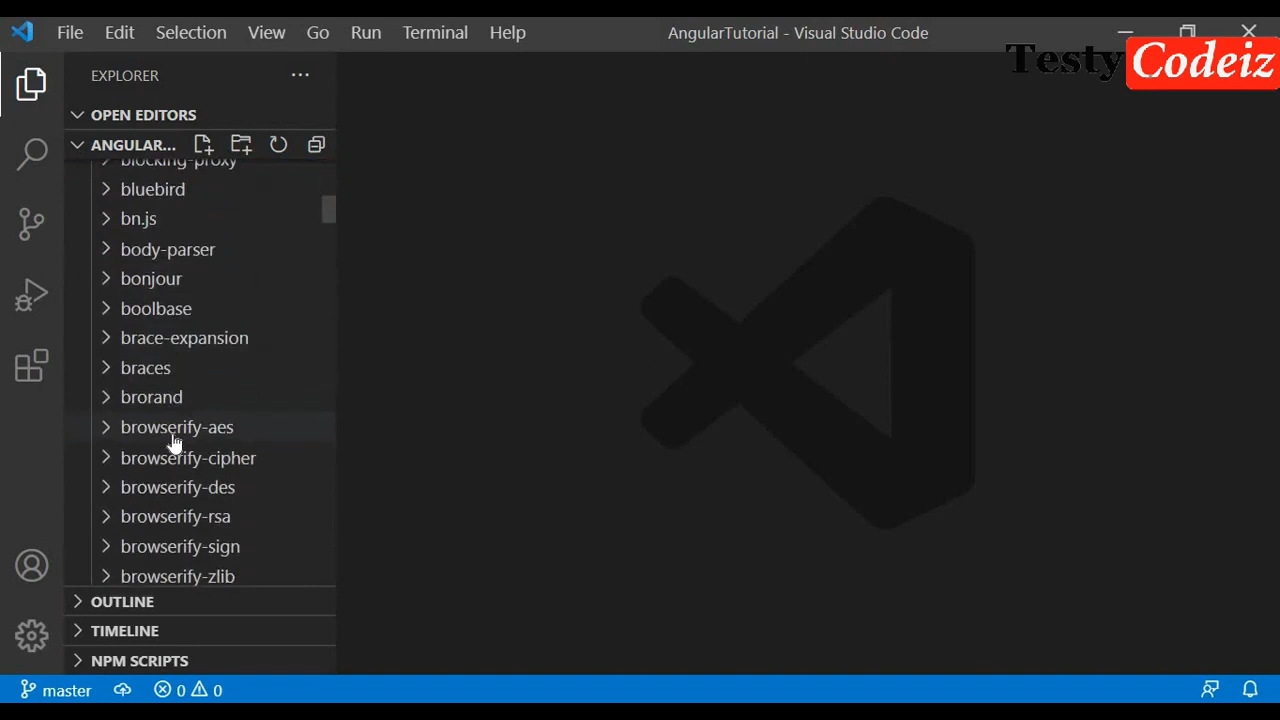 File Edit Selection View Go Run Terminal Help AngularTutorial - Visual Studio Code
Testy Codeiz
EXPLORER
OPEN EDITORS
ANGULAR...
blocking-proxy
bluebird
bn.js
body-parser
bonjour
boolbase
brace-expansion
braces
brorand
browserify-aes
browserify-cipher
browserify-des
browserify-rsa
browserify-sign
browserify-zlib
OUTLINE
TIMELINE
NPM SCRIPTS
master 0 0